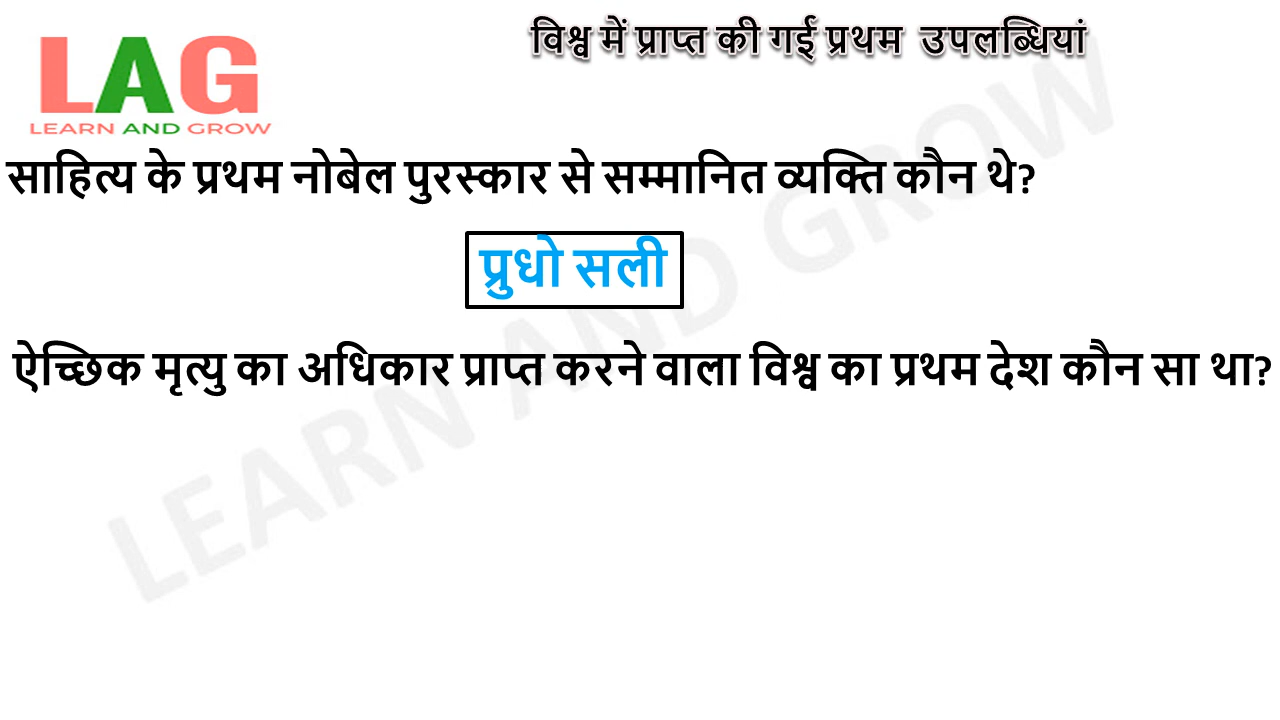 विश्व में प्राप्त की गई प्रथम उपलब्धियां
LAG
LEARN AND GROW
साहित्य के प्रथम नोबेल पुरस्कार से सम्मानित व्यक्ति कौन थे?
प्रुधो सली
ऐच्छिक मृत्यु का अधिकार प्राप्त करने वाला विश्व का प्रथम देश कौन सा था?
LEARN AND GROW